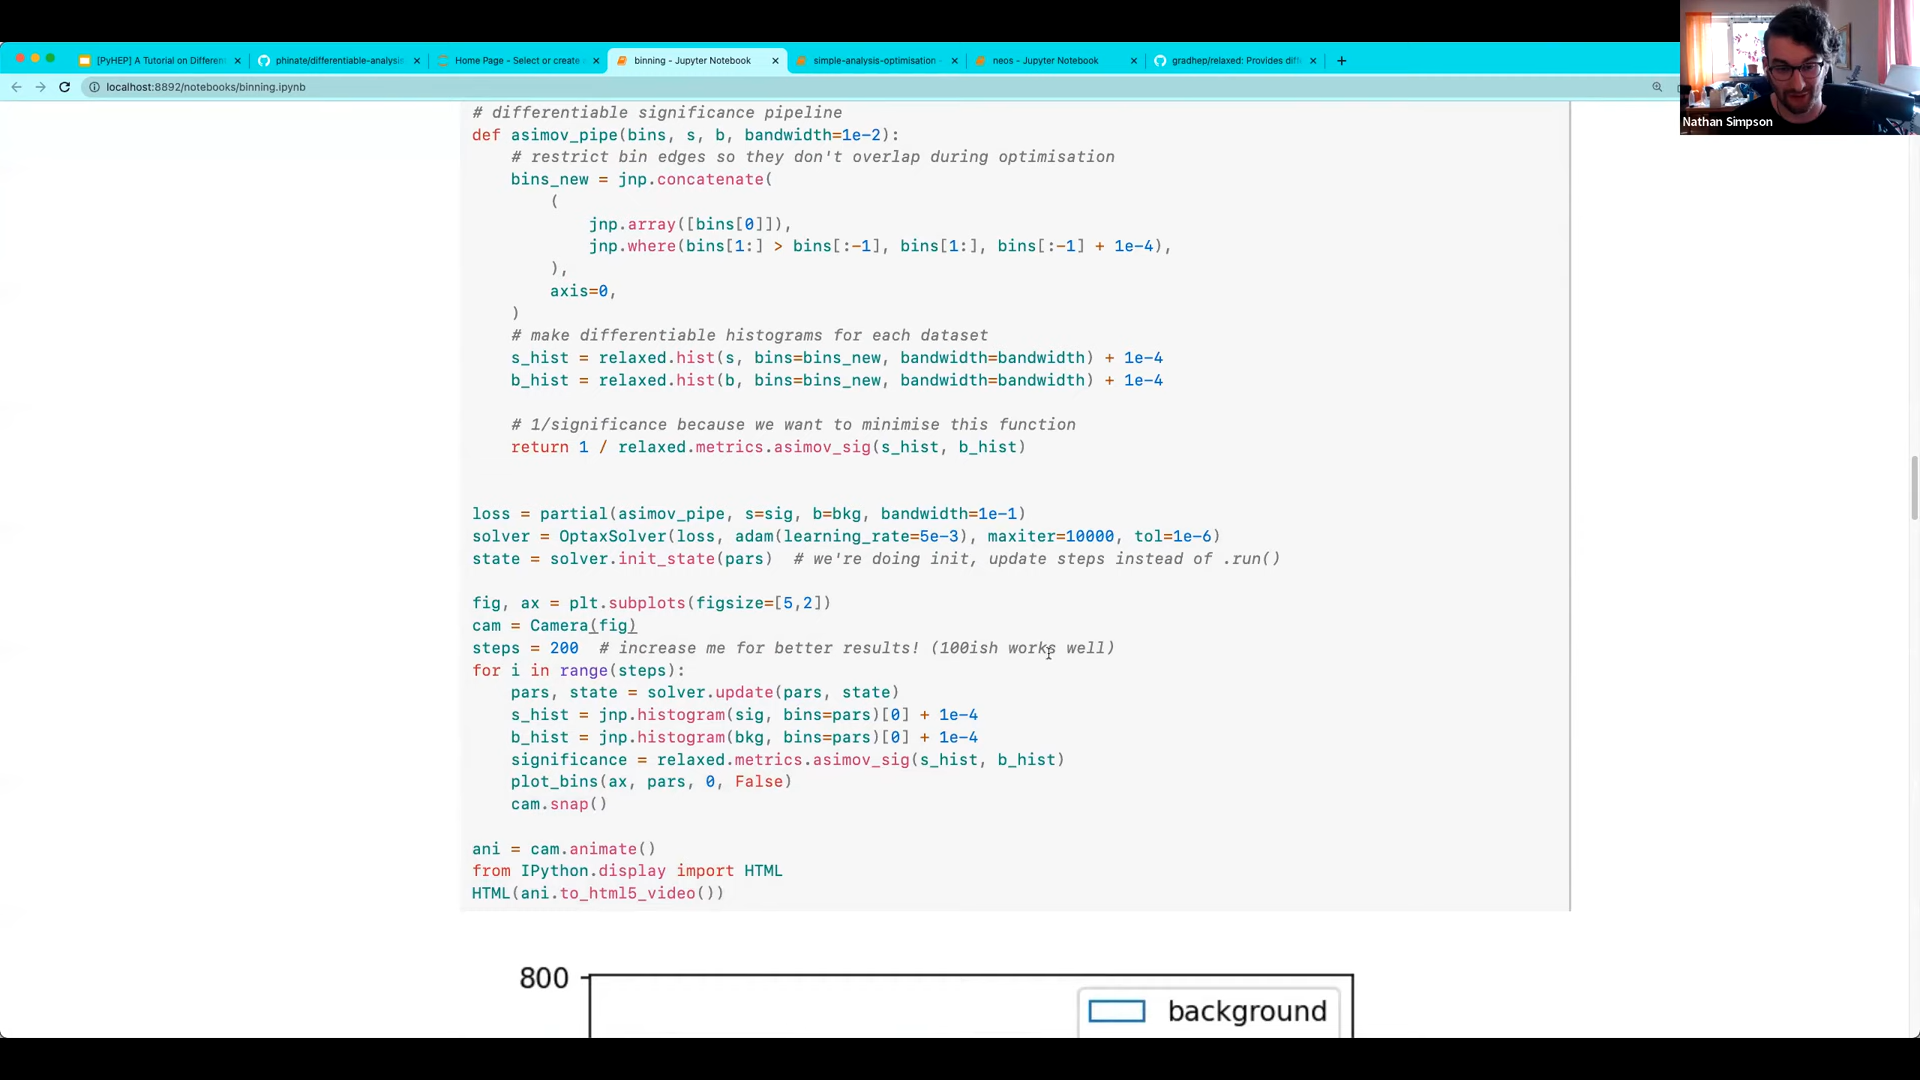 [PyHEP] A Tutorial on Differen
phinate/differentiable-analysis
Home Page - Select or create
binning - Jupyter Notebook
simple-analysis-optimisation -
neos - Jupyter Notebook
gradhep/relaxed: Provides diff
localhost:8892/notebooks/binning.ipynb
Nathan Simpson
# differentiable significance pipeline
def asimov_pipe(bins, s, b, bandwidth=1e-2):
    # restrict bin edges so they don't overlap during optimisation
    bins_new = jnp.concatenate(
        (
            jnp.array([bins[0]]),
            jnp.where(bins[1:] > bins[:-1], bins[1:], bins[:-1] + 1e-4),
        ),
        axis=0,
    )
    # make differentiable histograms for each dataset
    s_hist = relaxed.hist(s, bins=bins_new, bandwidth=bandwidth) + 1e-4
    b_hist = relaxed.hist(b, bins=bins_new, bandwidth=bandwidth) + 1e-4
    # 1/significance because we want to minimise this function
    return 1 / relaxed.metrics.asimov_sig(s_hist, b_hist)
loss = partial(asimov_pipe, s=sig, b=bkg, bandwidth=1e-1)
solver = OptaxSolver(loss, adam(learning_rate=5e-3), maxiter=10000, tol=1e-6)
state = solver.init_state(pars)  # we're doing init, update steps instead of .run()
fig, ax = plt.subplots(figsize=[5,2])
cam = Camera(fig)
steps = 200  # increase me for better results! (100ish works well)
for i in range(steps):
    pars, state = solver.update(pars, state)
    s_hist = jnp.histogram(sig, bins=pars)[0] + 1e-4
    b_hist = jnp.histogram(bkg, bins=pars)[0] + 1e-4
    significance = relaxed.metrics.asimov_sig(s_hist, b_hist)
    plot_bins(ax, pars, 0, False)
    cam.snap()
ani = cam.animate()
from IPython.display import HTML
HTML(ani.to_html5_video())
800
background